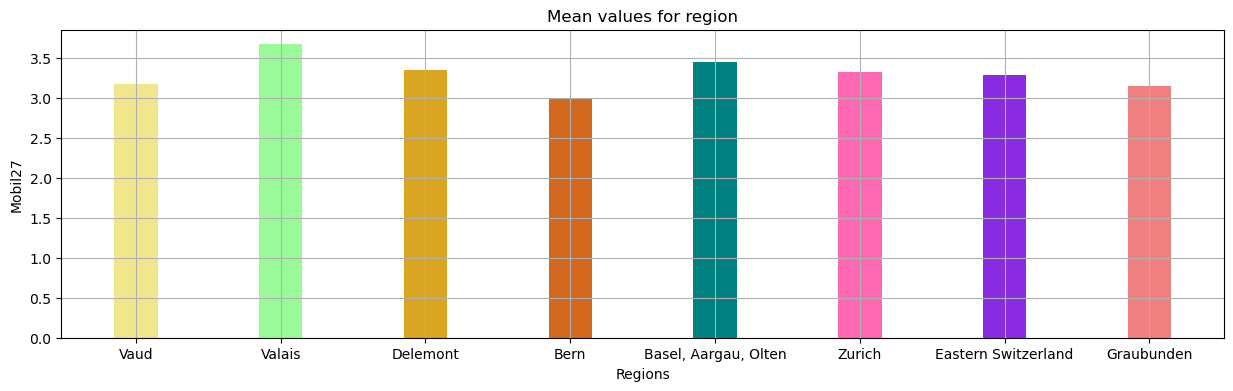 Mean values for region
Mobil27
3.5
3.0
2.5
2.0
1.5
1.0
0.5
0.0
Vaud Valais Delemont Bern Basel, Aargau, Olten Zurich Eastern Switzerland Graubunden
Regions